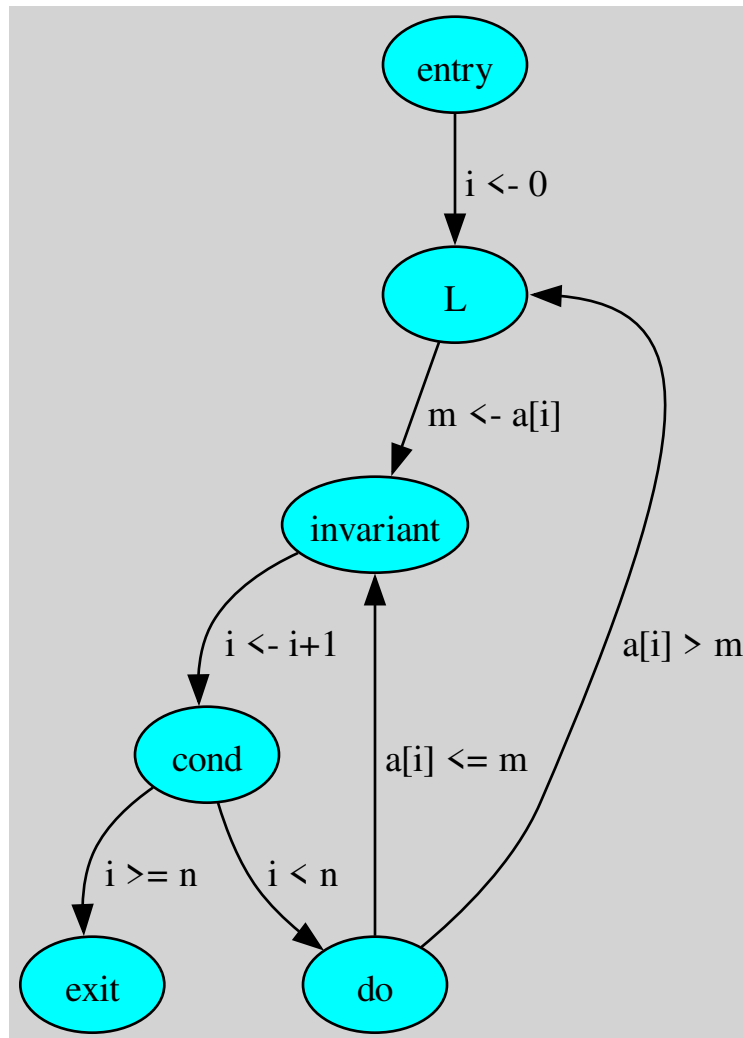 entry
i <- 0
L
m <- a[i]
invariant
i <- i+1
a[i] > m
cond
a[i] <= m
i >= n
i < n
exit
do